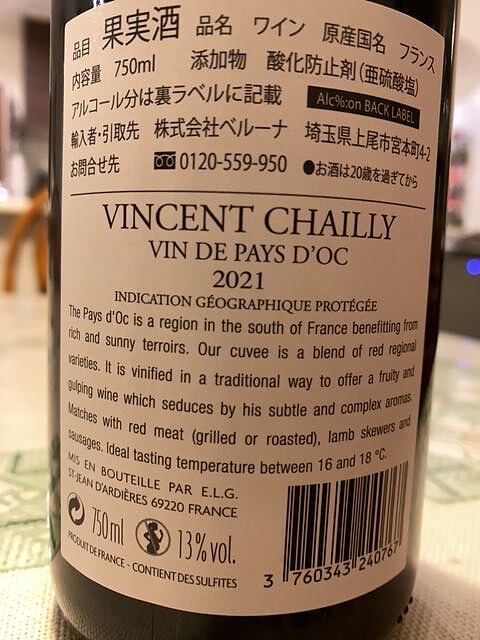 品目 果実酒 品名 ワイン 原産国名 フランス
内容量 750ml 添加物 酸化防止剤(亜硫酸塩)
アルコール分は裏ラベルに記載 Alc%:on BACK LABEL
輸入者・引取先 株式会社ベルーナ 埼玉県上尾市宮本町4-2
お問合せ先 0120-559-950 ●お酒は20歳を過ぎてから
VINCENT CHAILLY
VIN DE PAYS D'OC
2021
INDICATION GÉOGRAPHIQUE PROTÉGÉE
The Pays d'Oc is a region in the south of France benefitting from
rich and sunny terroirs. Our cuvee is a blend of red regional
varieties. It is vinified in a traditional way to offer a fruity and
gulping wine which seduces by his subtle and complex aromas.
Matches with red meat (grilled or roasted), lamb skewers and
sausages. Ideal tasting temperature between 16 and 18 °C.
MIS EN BOUTEILLE PAR E.L.G.
ST-JEAN D'ARDIÈRES 69220 FRANCE
750ml 13% vol.
PRODUIT DE FRANCE - CONTIENT DES SULFITES
3 760343 240767